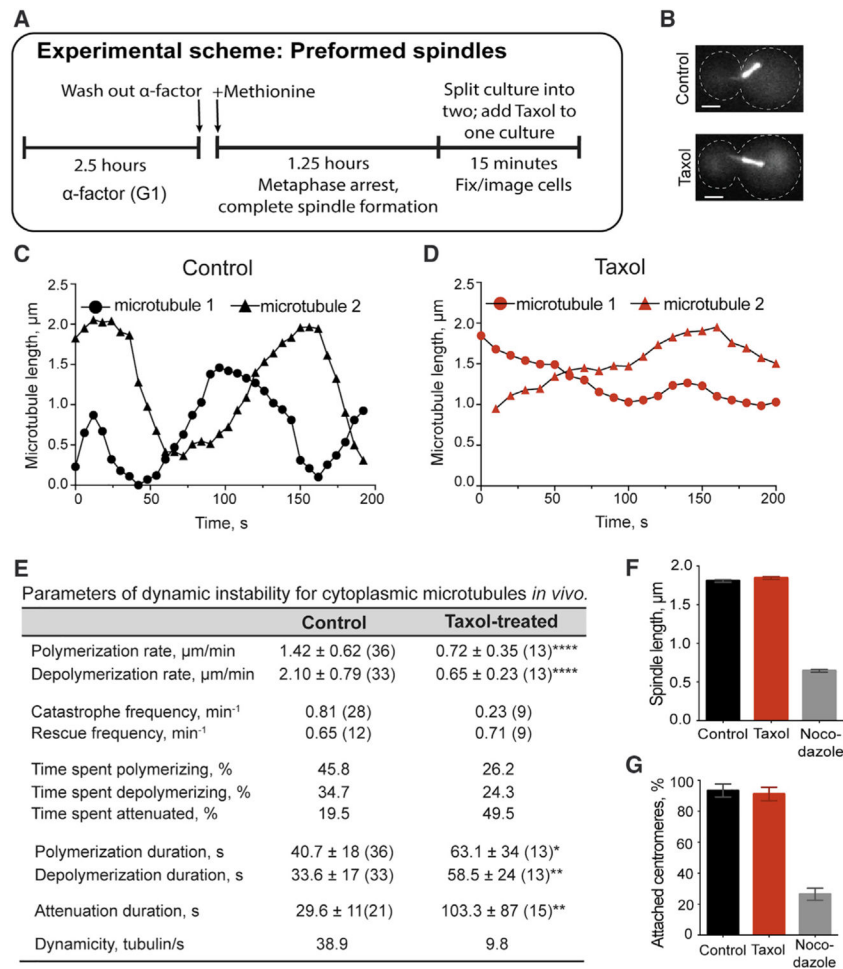 A
Experimental scheme: Preformed spindles
Wash out α-factor
+Methionine
Split culture into
two; add Taxol to
one culture
2.5 hours
α-factor (G1)
1.25 hours
Metaphase arrest,
complete spindle formation
15 minutes
Fix/image cells
B
Control
Taxol
C
Control
microtubule 1
microtubule 2
Microtubule length, μm
2.5
2.0
1.5
1.0
0.5
0.0
0
50
100
150
200
Time, s
D
Taxol
microtubule 1
microtubule 2
Microtubule length, μm
2.5
2.0
1.5
1.0
0.5
0.0
0
50
100
150
200
Time, s
E
Parameters of dynamic instability for cytoplasmic microtubules in vivo.
Control Taxol-treated
Polymerization rate, μm/min 1.42 ± 0.62 (36) 0.72 ± 0.35 (13)****
Depolymerization rate, μm/min 2.10 ± 0.79 (33) 0.65 ± 0.23 (13)****
Catastrophe frequency, min-1 0.81 (28) 0.23 (9)
Rescue frequency, min-1 0.65 (12) 0.71 (9)
Time spent polymerizing, % 45.8 26.2
Time spent depolymerizing, % 34.7 24.3
Time spent attenuated, % 19.5 49.5
Polymerization duration, s 40.7 ± 18 (36) 63.1 ± 34 (13)*
Depolymerization duration, s 33.6 ± 17 (33) 58.5 ± 24 (13)**
Attenuation duration, s 29.6 ± 11(21) 103.3 ± 87 (15)**
Dynamicity, tubulin/s 38.9 9.8
F
Spindle length, μm
2.0
1.5
1.0
0.5
0.0
Control
Taxol
Noco-
dazole
G
Attached centromeres, %
100
80
60
40
20
0
Control
Taxol
Noco-
dazole